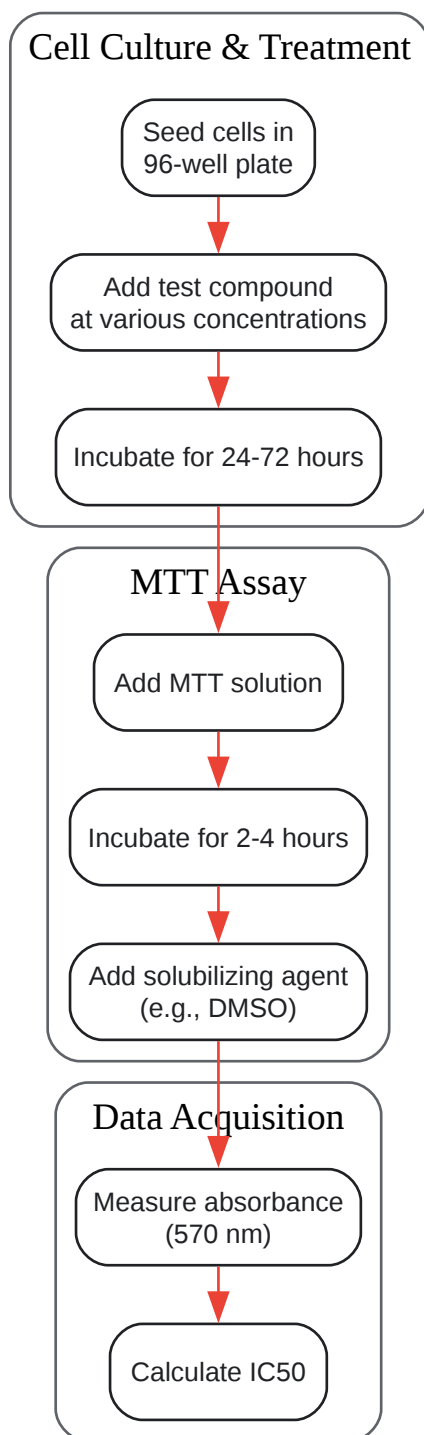 Cell Culture & Treatment
Seed cells in
96-well plate
Add test compound
at various concentrations
Incubate for 24-72 hours
MTT Assay
Add MTT solution
Incubate for 2-4 hours
Add solubilizing agent
(e.g., DMSO)
Data Acquisition
Measure absorbance
(570 nm)
Calculate IC50